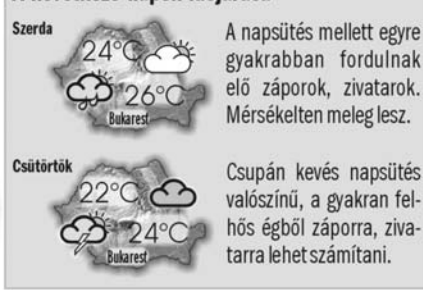 Szerda
24°C
26°C
Bukarest
A napsütés mellett egyre
gyakrabban fordulnak
elő záporok, zivatarok.
Mérsékelten meleg lesz.
Csütörtök
22°C
24°C
Bukarest
Csupán kevés napsütés
valószínű, a gyakran fel-
hős égből záporra, ziva-
tarra lehet számítani.